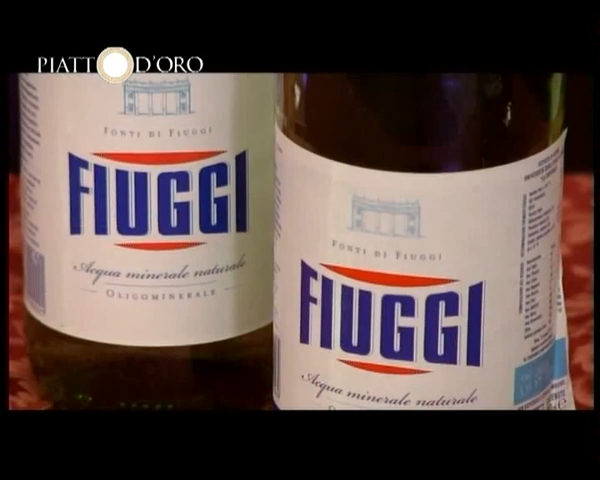 PIATTO D'ORO
FONTI DI FIUGGI
FIUGGI
Acqua minerale naturale
OLIGOMINERALE
FONTI DI FIUGGI
FIUGGI
Acqua minerale naturale